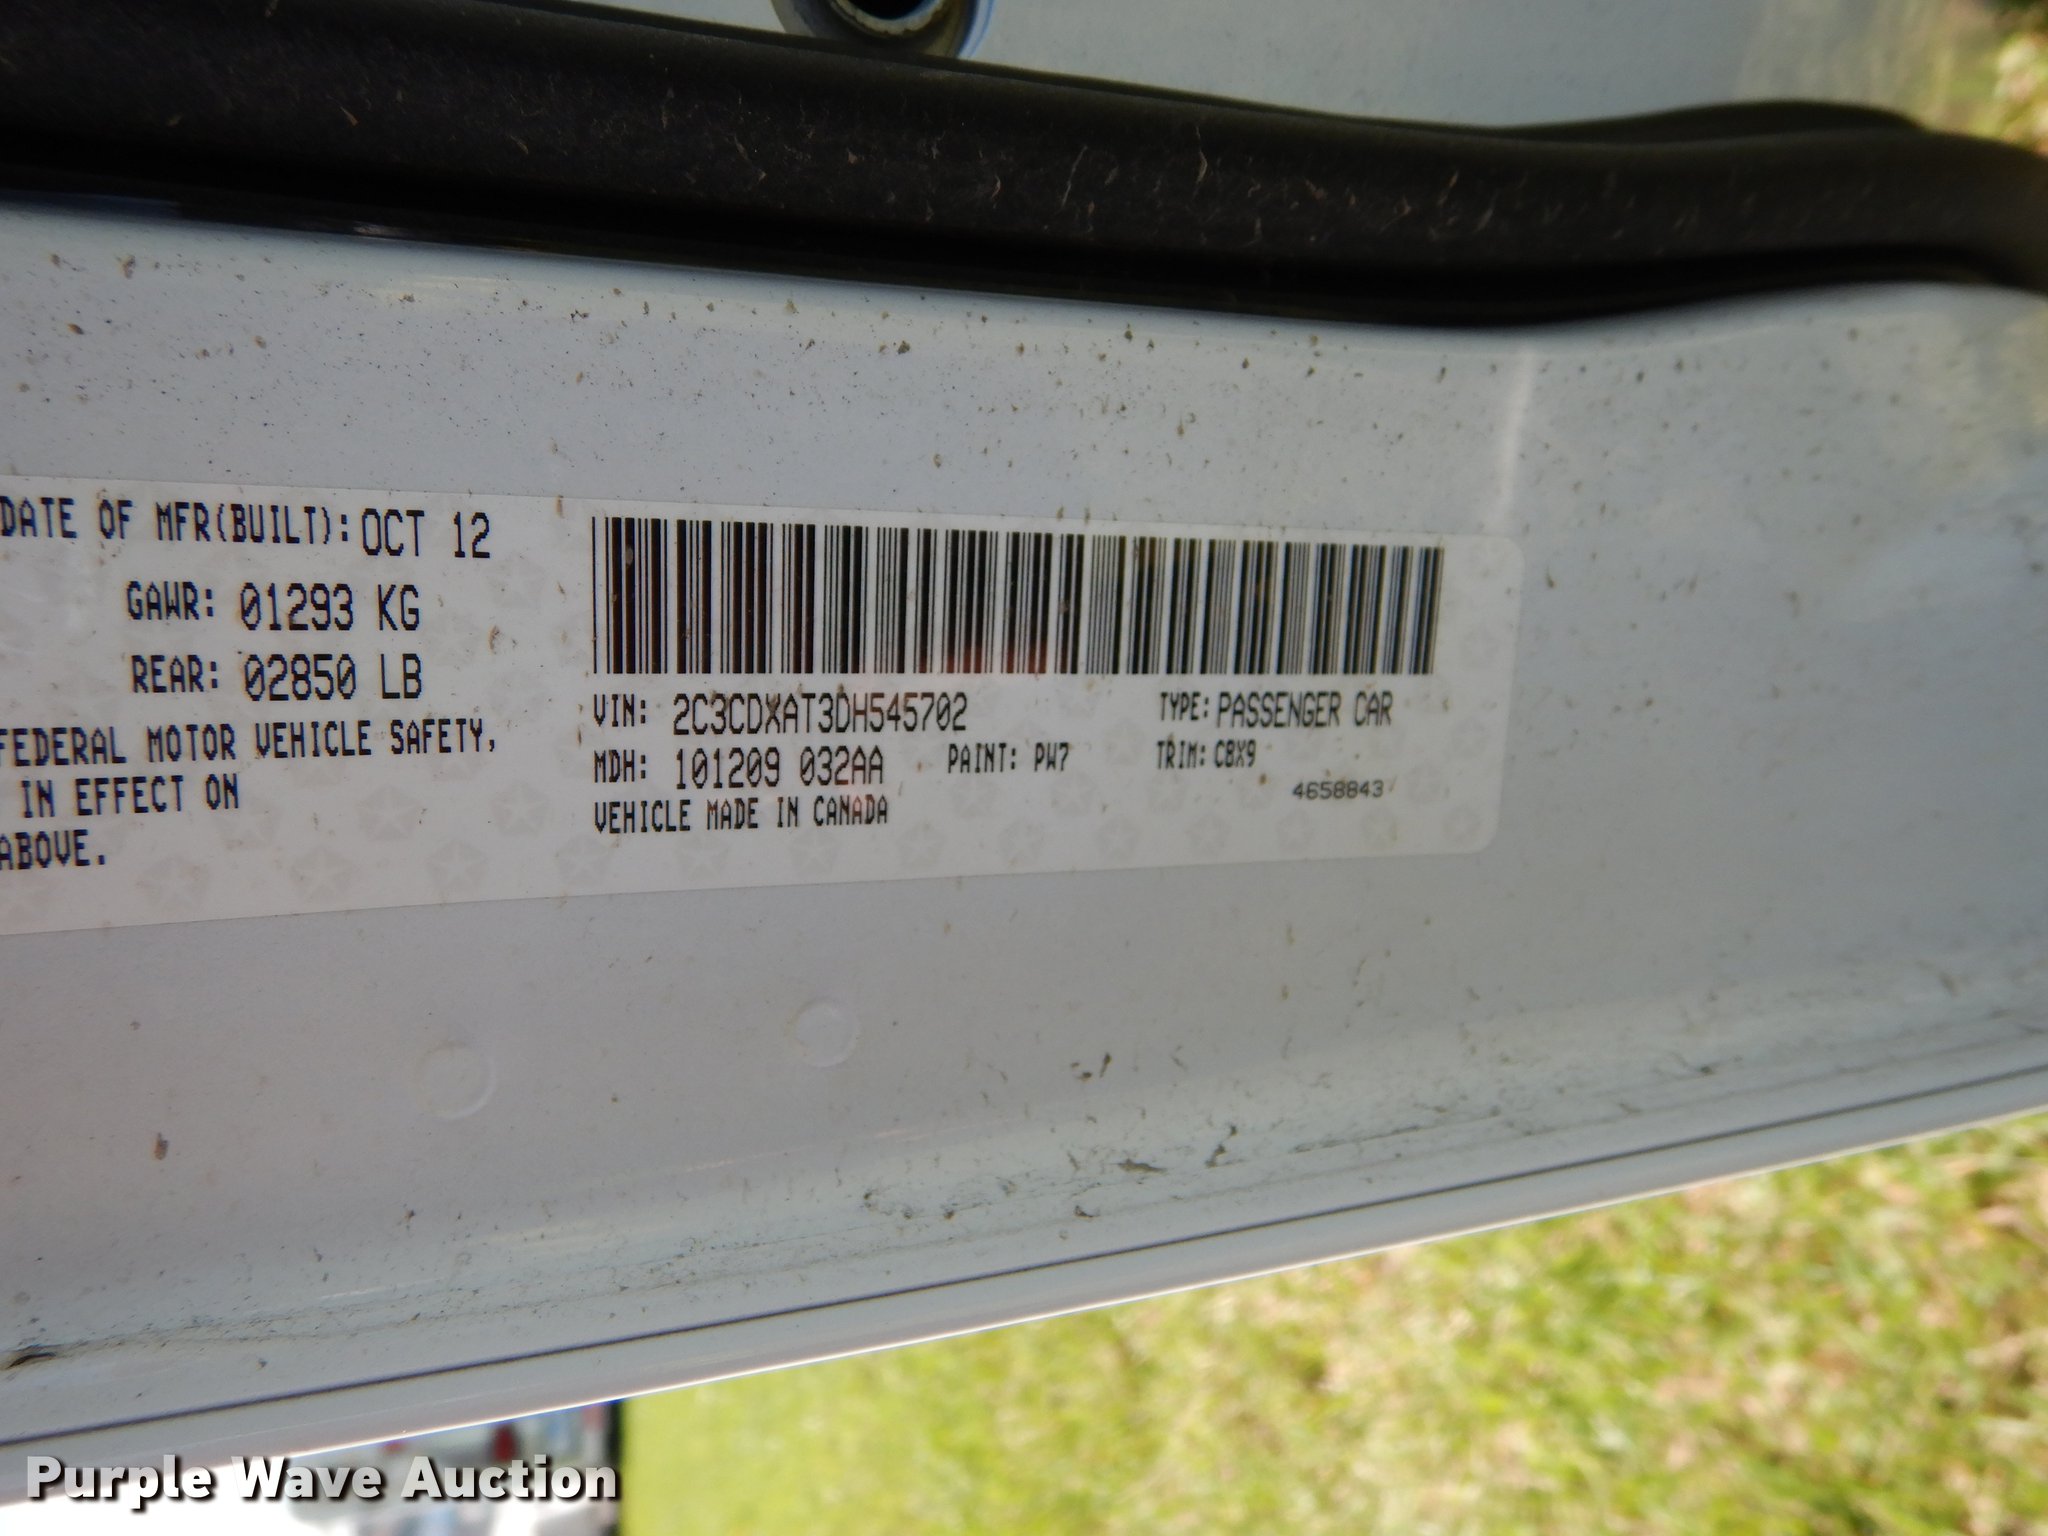 DATE OF MFR(BUILT): OCT 12
GAWR: 01293 KG
REAR: 02850 LB
FEDERAL MOTOR VEHICLE SAFETY,
IN EFFECT ON
ABOVE.
VIN: 2C3CDXAT3DH545702
TYPE: PASSENGER CAR
MDH: 101209 032AA
PAINT: PW7
TRIM: C8X9
VEHICLE MADE IN CANADA
4658843
Purple Wave Auction